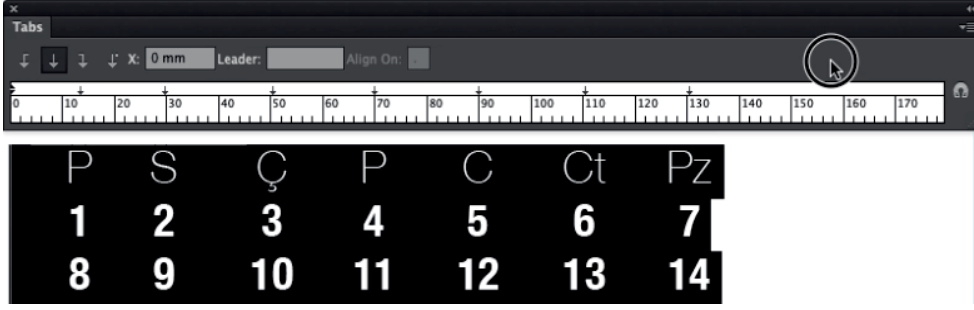 Tabs
X: 0 mm Leader: Align On: .
0 10 20 30 40 50 60 70 80 90 100 110 120 130 140 150 160 170
P S Ç P C Ct Pz
1 2 3 4 5 6 7
8 9 10 11 12 13 14